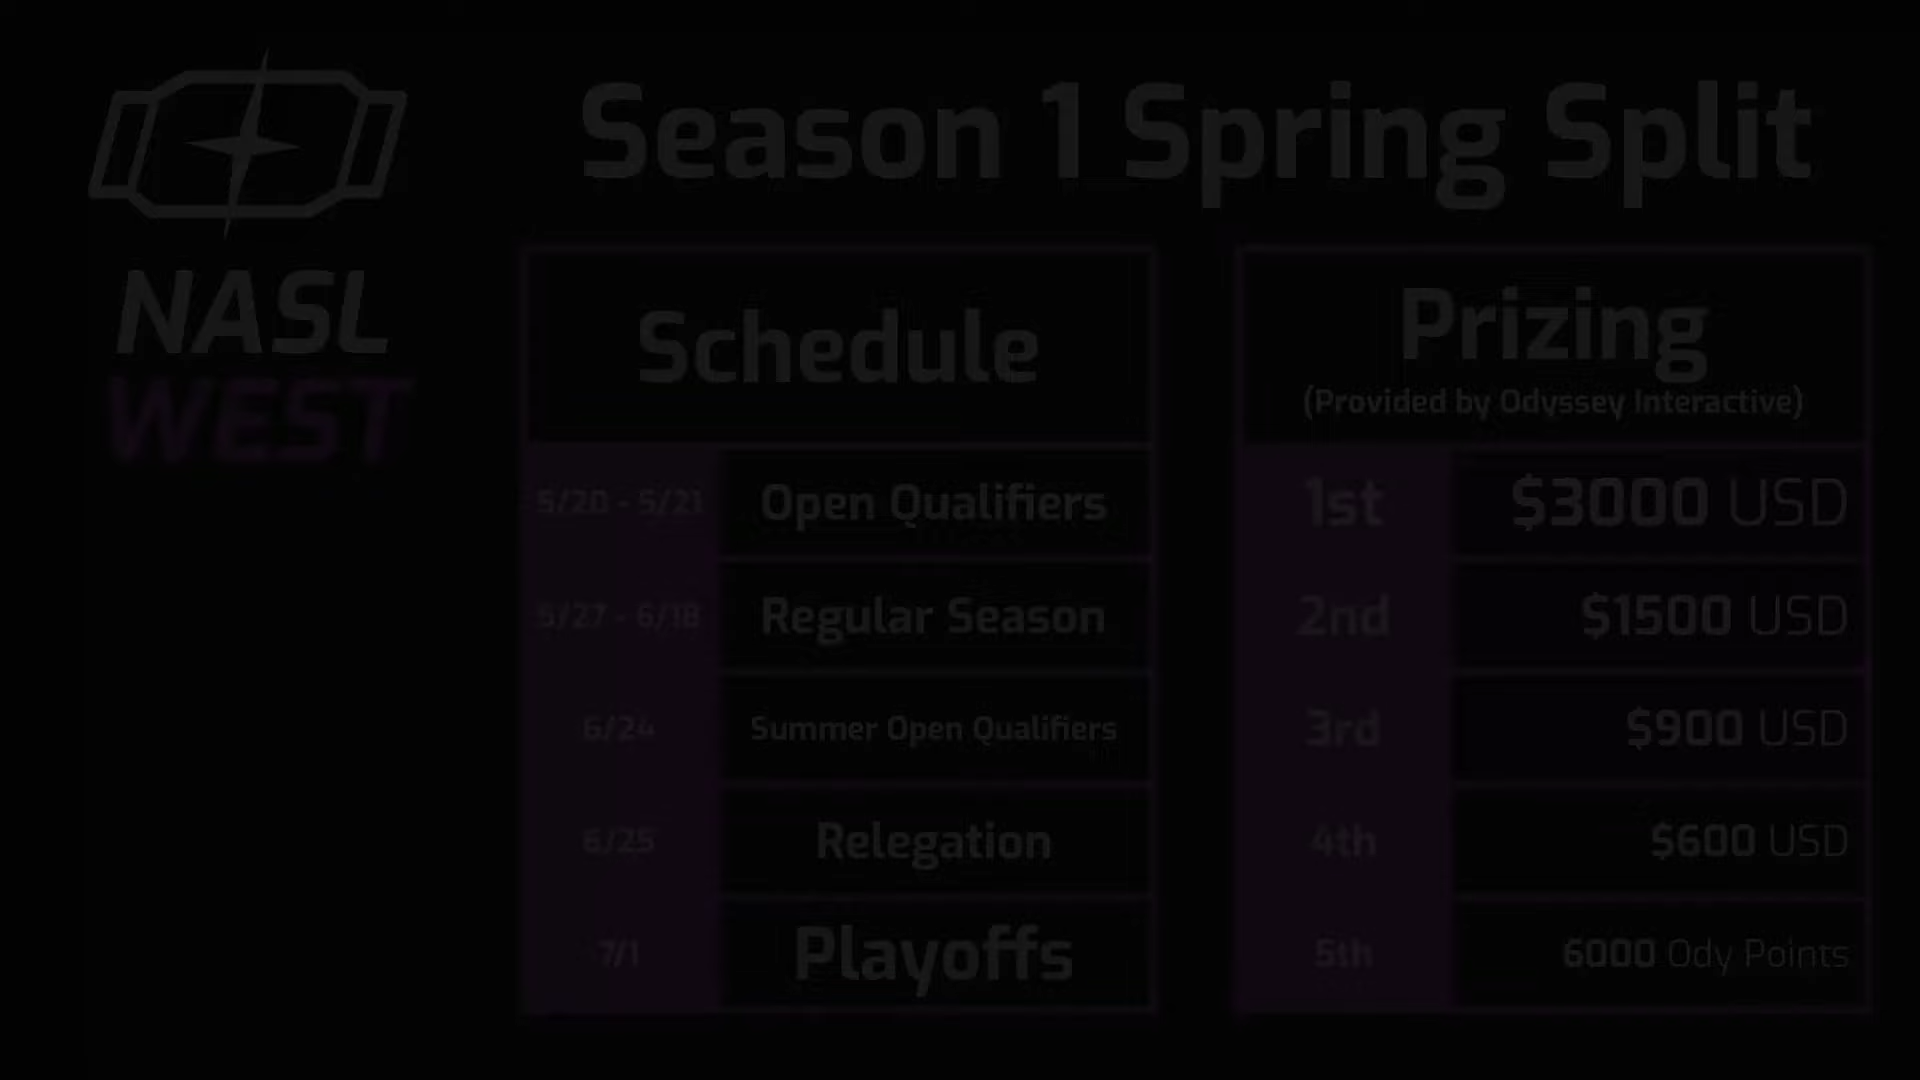 NASL
WEST
Season 1 Spring Split
Schedule
5/20 - 5/21 Open Qualifiers
5/27 - 6/18 Regular Season
6/24 Summer Open Qualifiers
6/25 Relegation
7/1 Playoffs
Prizing
(Provided by Odyssey Interactive)
1st $3000 USD
2nd $1500 USD
3rd $900 USD
4th $600 USD
5th 6000 Ody Points